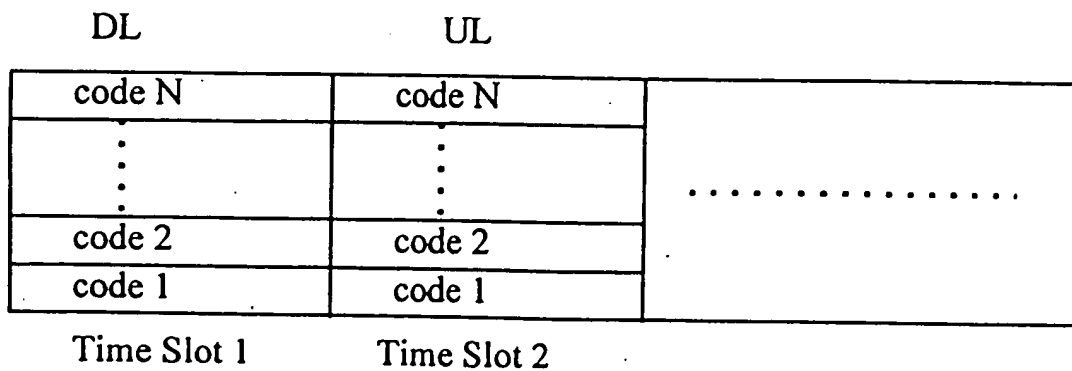 DL UL
code N code N
code 2 code 2
code 1 code 1
Time Slot 1 Time Slot 2